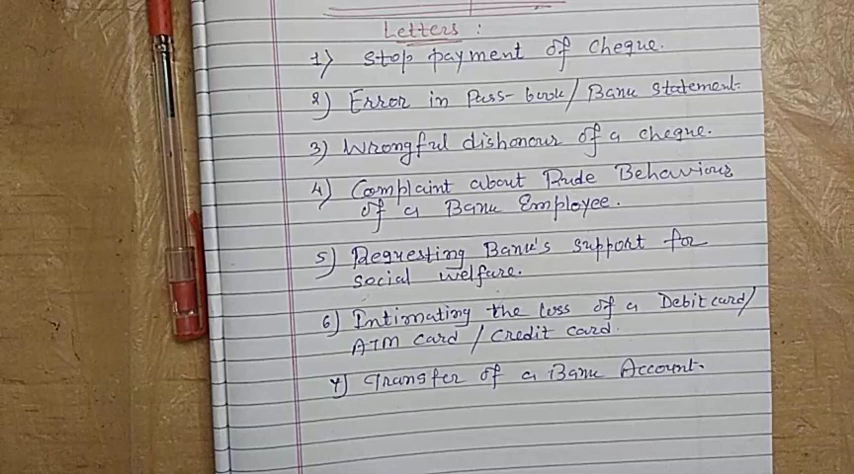 Letters :
1) Stop payment of cheque.
2) Error in Pass-book/Bank statement.
3) Wrongful dishonour of a cheque.
4) Complaint about Rude Behaviour
of a Bank Employee.
5) Requesting Bank's support for
social welfare.
6) Intimating the loss of a Debit card/
ATM card / Credit card.
7) Transfer of a Bank Account.